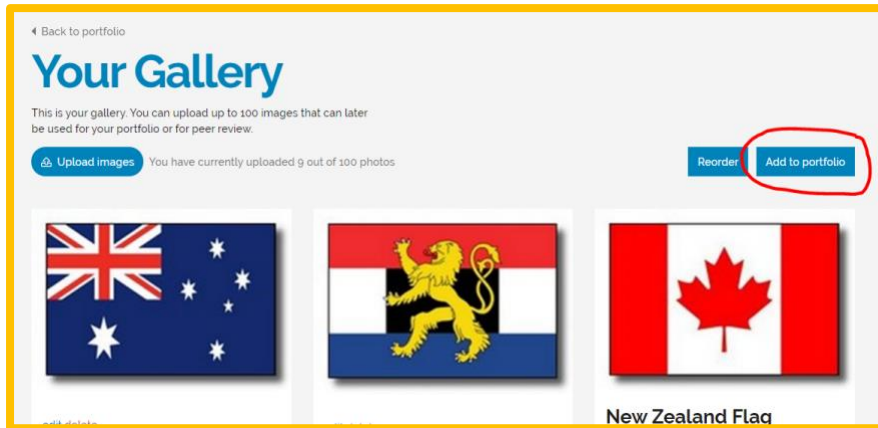 Back to portfolio
Your Gallery
This is your gallery. You can upload up to 100 images that can later
be used for your portfolio or for peer review.
Upload images You have currently uploaded 9 out of 100 photos
Reorder Add to portfolio
New Zealand Flag
edit delete